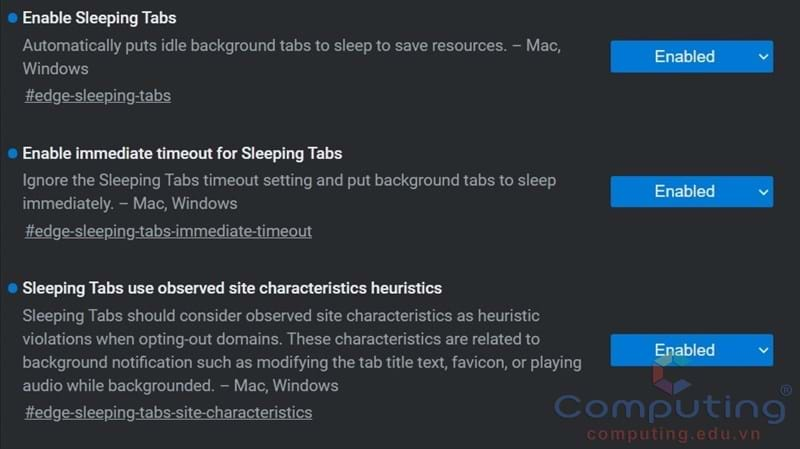 Enable Sleeping Tabs
Automatically puts idle background tabs to sleep to save resources. – Mac,
Windows
#edge-sleeping-tabs
Enabled
Enable immediate timeout for Sleeping Tabs
Ignore the Sleeping Tabs timeout setting and put background tabs to sleep
immediately. – Mac, Windows
#edge-sleeping-tabs-immediate-timeout
Enabled
Sleeping Tabs use observed site characteristics heuristics
Sleeping Tabs should consider observed site characteristics as heuristic
violations when opting-out domains. These characteristics are related to
background notification such as modifying the tab title text, favicon, or playing
audio while backgrounded. – Mac, Windows
#edge-sleeping-tabs-site-characteristics
Enabled
Computing®
computing.edu.vn